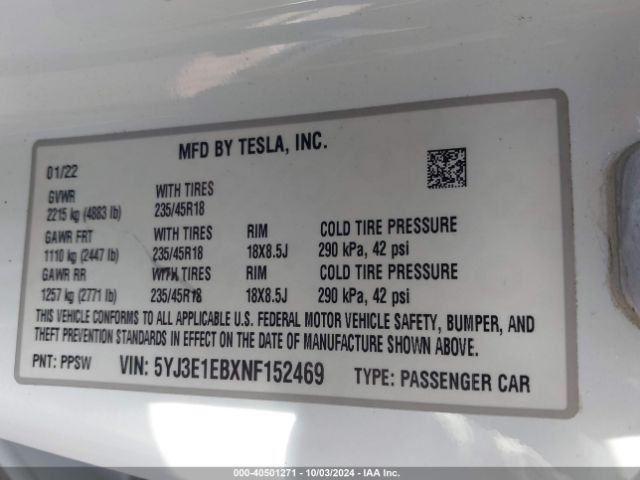 MFD BY TESLA, INC.
01/22
GVWR WITH TIRES
2215 kg (4883 lb) 235/45R18
GAWR FRT WITH TIRES RIM COLD TIRE PRESSURE
1110 kg (2447 lb) 235/45R18 18X8.5J 290 kPa, 42 psi
GAWR RR WITH TIRES RIM COLD TIRE PRESSURE
1257 kg (2771 lb) 235/45R18 18X8.5J 290 kPa, 42 psi
THIS VEHICLE CONFORMS TO ALL APPLICABLE U.S. FEDERAL MOTOR VEHICLE SAFETY, BUMPER, AND
THEFT PREVENTION STANDARDS IN EFFECT ON THE DATE OF MANUFACTURE SHOWN ABOVE.
PNT: PPSW VIN: 5YJ3E1EBXNF152469 TYPE: PASSENGER CAR
000-40501271 - 10/03/2024 - IAA Inc.